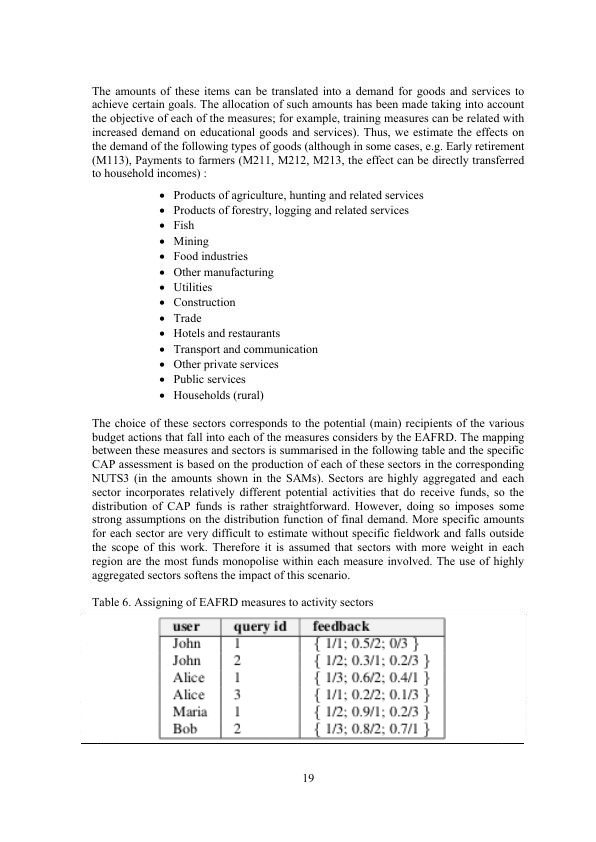 The amounts of these items can be translated into a demand for goods and services to
achieve certain goals. The allocation of such amounts has been made taking into account
the objective of each of the measures; for example, training measures can be related with
increased demand on educational goods and services). Thus, we estimate the effects on
the demand of the following types of goods (although in some cases, e.g. Early retirement
(M113), Payments to farmers (M211, M212, M213, the effect can be directly transferred
to household incomes) :
• Products of agriculture, hunting and related services
• Products of forestry, logging and related services
• Fish
• Mining
• Food industries
• Other manufacturing
• Utilities
• Construction
• Trade
• Hotels and restaurants
• Transport and communication
• Other private services
• Public services
• Households (rural)
The choice of these sectors corresponds to the potential (main) recipients of the various
budget actions that fall into each of the measures considers by the EAFRD. The mapping
between these measures and sectors is summarised in the following table and the specific
CAP assessment is based on the production of each of these sectors in the corresponding
NUTS3 (in the amounts shown in the SAMs). Sectors are highly aggregated and each
sector incorporates relatively different potential activities that do receive funds, so the
distribution of CAP funds is rather straightforward. However, doing so imposes some
strong assumptions on the distribution function of final demand. More specific amounts
for each sector are very difficult to estimate without specific fieldwork and falls outside
the scope of this work. Therefore it is assumed that sectors with more weight in each
region are the most funds monopolise within each measure involved. The use of highly
aggregated sectors softens the impact of this scenario.
Table 6. Assigning of EAFRD measures to activity sectors
user query id feedback
John 1 { 1/1; 0.5/2; 0/3 }
John 2 { 1/2; 0.3/1; 0.2/3 }
Alice 1 { 1/3; 0.6/2; 0.4/1 }
Alice 3 { 1/1; 0.2/2; 0.1/3 }
Maria 1 { 1/2; 0.9/1; 0.2/3 }
Bob 2 { 1/3; 0.8/2; 0.7/1 }
19